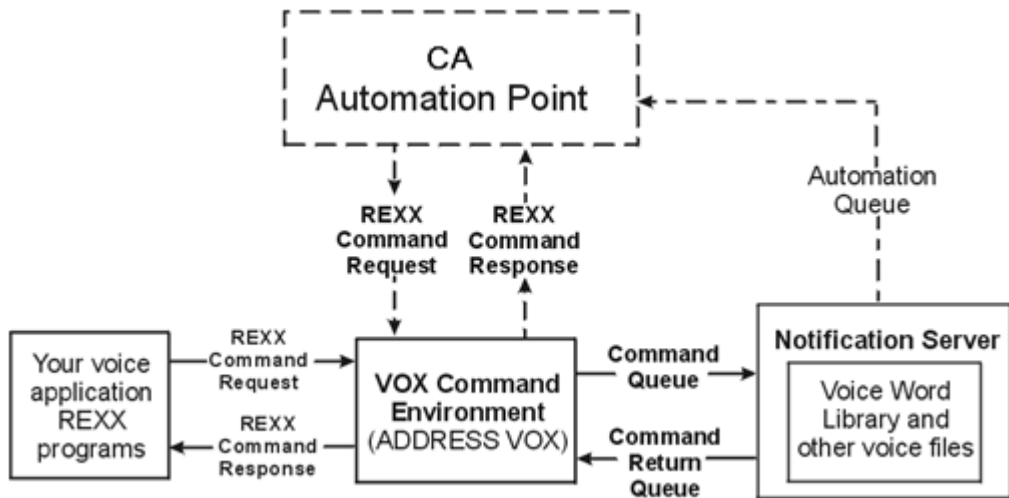 CA
Automation Point
REXX
Command
Request
REXX
Command
Response
Automation
Queue
Your voice
application
REXX
programs
REXX
Command
Request
REXX
Command
Response
VOX Command
Environment
(ADDRESS VOX)
Command
Queue
Command
Return
Queue
Notification Server
Voice Word
Library and
other voice files